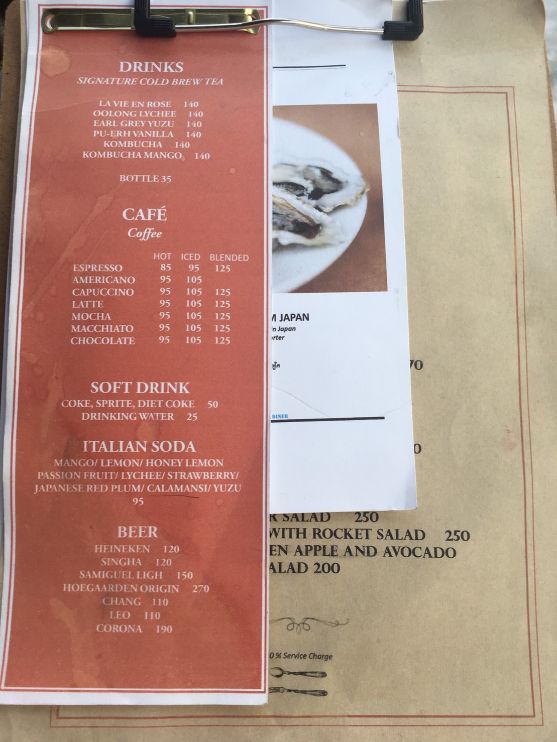 DRINKS
SIGNATURE COLD BREW TEA
LA VIE EN ROSE 140
OOLONG LYCHEE 140
EARL GREY YUZU 140
PU-ERH VANILLA 140
KOMBUCHA 140
KOMBUCHA MANGO 140
BOTTLE 35
CAFÉ
Coffee
HOT ICED BLENDED
ESPRESSO 85 95 125
AMERICANO 95 105
CAPUCCINO 95 105 125
LATTE 95 105 125
MOCHA 95 105 125
MACCHIATO 95 105 125
CHOCOLATE 95 105 125
SOFT DRINK
COKE, SPRITE, DIET COKE 50
DRINKING WATER 25
ITALIAN SODA
MANGO/ LEMON/ HONEY LEMON
PASSION FRUIT/ LYCHEE/ STRAWBERRY/
JAPANESE RED PLUM/ CALAMANSI/ YUZU
95
BEER
HEINEKEN 120
SINGHA 120
SAMIGUEL LIGH 150
HOEGAARDEN ORIGIN 270
CHANG 110
LEO 110
CORONA 190
M JAPAN
in Japan
orter
DINER
70
0
R SALAD 250
WITH ROCKET SALAD 250
EN APPLE AND AVOCADO
ALAD 200
0 % Service Charge